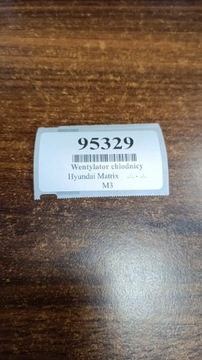 95329
Wentylator chłodnicy
Hyundai Matrix
M3